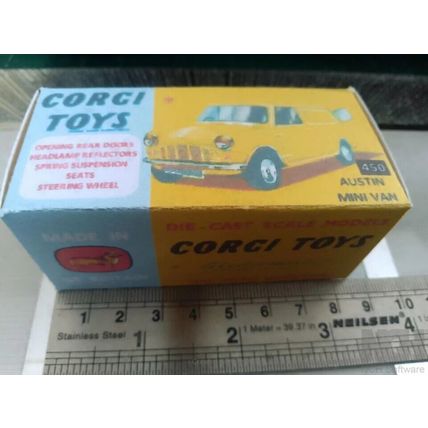 CORGI
TOYS
OPENING REAR DOORS
HEADLAMP REFLECTORS
SPRING SUSPENSION
SEATS
STEERING WHEEL
450
AUSTIN
MINI VAN
DIE-CAST SCALE MODELS
MADE IN
CORGI TOYS
1 2 3 4 5 6 7 8 9 10
Stainless Steel
1 Metre = 39.37 in
NEILSEN
1 2 3 4